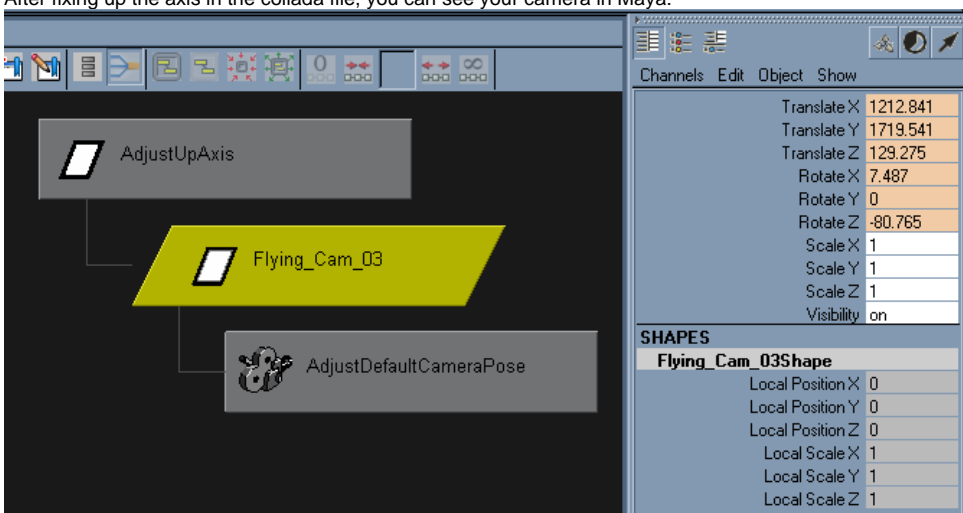 After fixing up the axis in the collada file, you can see your camera in Maya.
0
Channels Edit Object Show
AdjustUpAxis
Flying_Cam_03
AdjustDefaultCameraPose
Translate X 1212.841
Translate Y 1719.541
Translate Z 129.275
Rotate X 7.487
Rotate Y 0
Rotate Z -80.765
Scale X 1
Scale Y 1
Scale Z 1
Visibility on
SHAPES
Flying_Cam_03Shape
Local Position X 0
Local Position Y 0
Local Position Z 0
Local Scale X 1
Local Scale Y 1
Local Scale Z 1